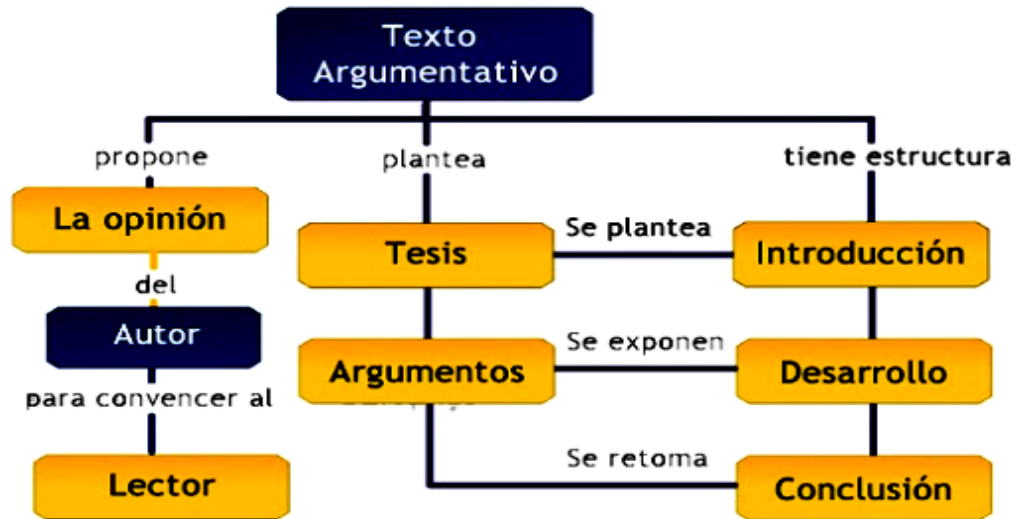 Texto
Argumentativo
propone
plantea
tiene estructura
La opinión
Se plantea
Tesis
Introducción
del
Autor
Se exponen
Argumentos
Desarrollo
para convencer al
Se retoma
Lector
Conclusión